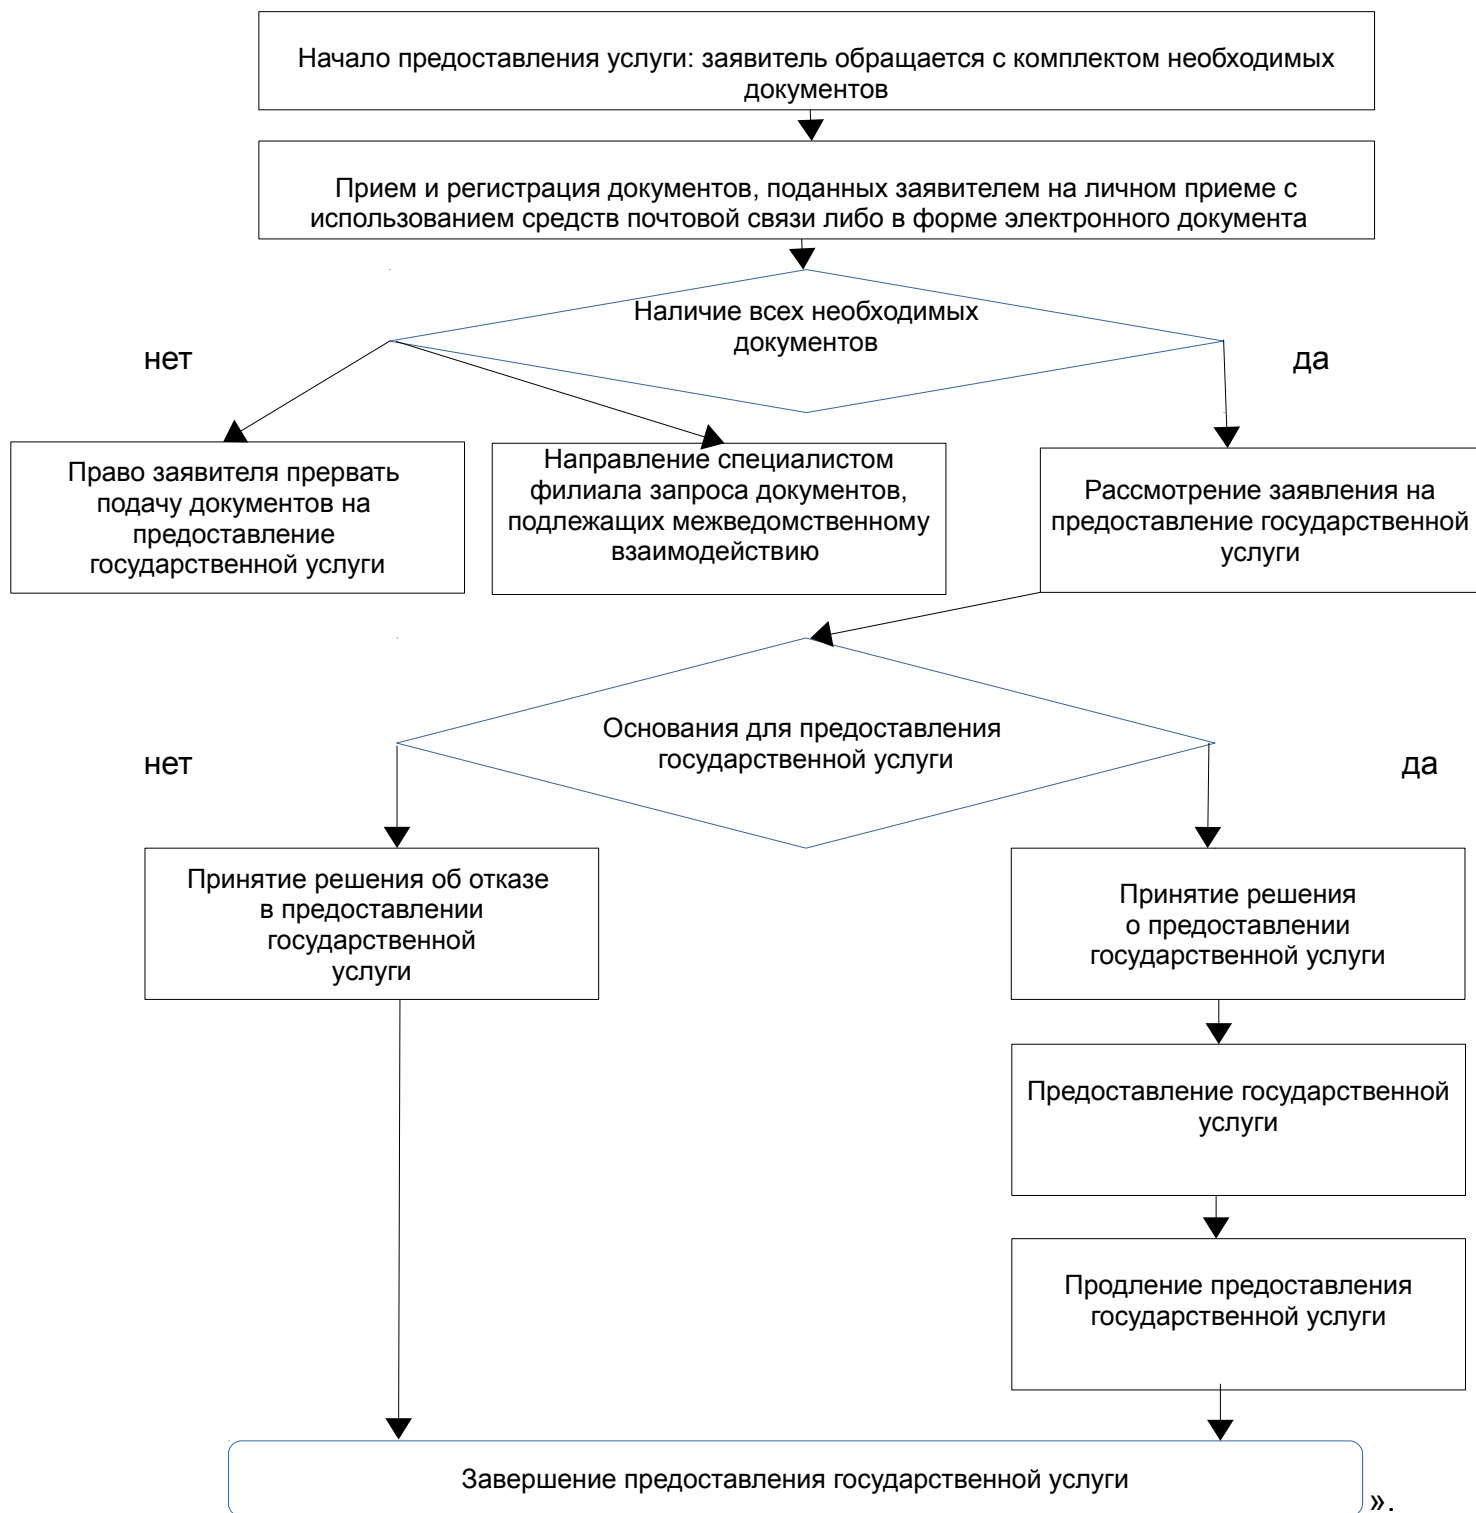 Начало предоставления услуги: заявитель обращается с комплектом необходимых
документов
Прием и регистрация документов, поданных заявителем на личном приеме с
использованием средств почтовой связи либо в форме электронного документа
Наличие всех необходимых
документов
нет
да
Право заявителя прервать
подачу документов на
предоставление
государственной услуги
Направление специалистом
филиала запроса документов,
подлежащих межведомственному
взаимодействию
Рассмотрение заявления на
предоставление государственной
услуги
Основания для предоставления
государственной услуги
нет
да
Принятие решения об отказе
в предоставлении
государственной
услуги
Принятие решения
о предоставлении
государственной услуги
Предоставление государственной
услуги
Продление предоставления
государственной услуги
Завершение предоставления государственной услуги
».